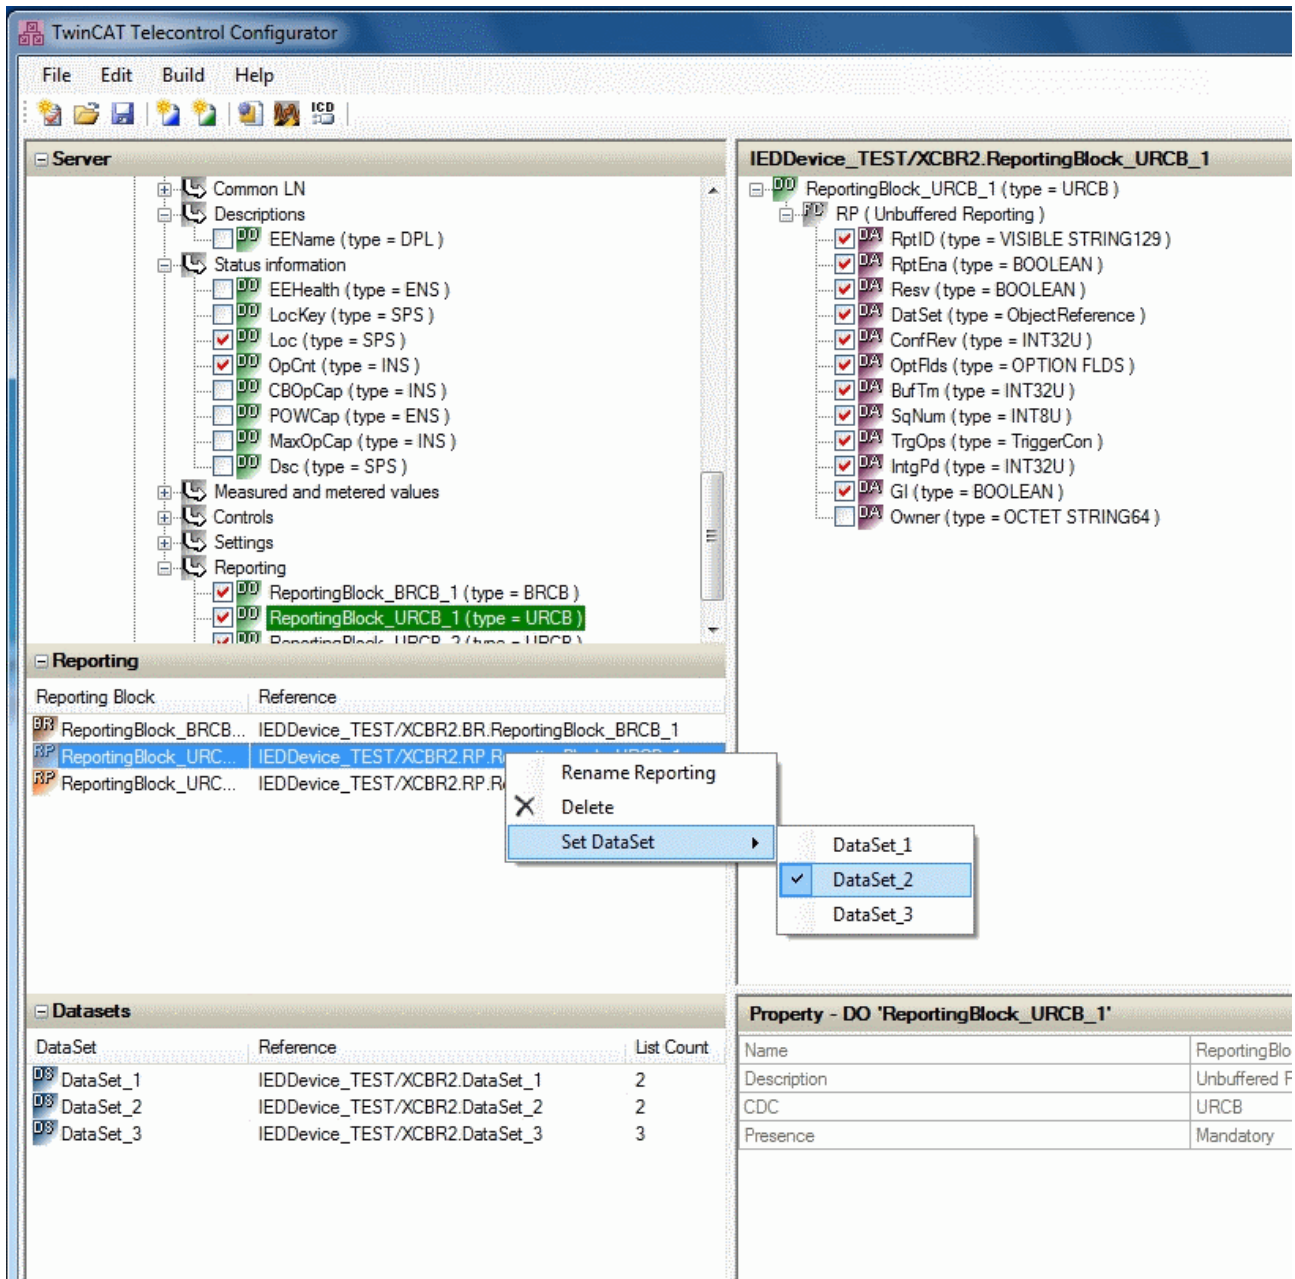 TwinCAT Telecontrol Configurator
File Edit Build Help
ICD
Server
Common LN
Descriptions
DO EEName (type = DPL )
Status information
DO EEHealth (type = ENS )
DO LocKey (type = SPS )
DO Loc (type = SPS )
DO OpCnt (type = INS )
DO CBOpCap (type = INS )
DO POWCap (type = ENS )
DO MaxOpCap (type = INS )
DO Dsc (type = SPS )
Measured and metered values
Controls
Settings
Reporting
DO ReportingBlock_BRCB_1 (type = BRCB )
DO ReportingBlock_URCB_1 (type = URCB )
DO ReportingBlock_URCB_2 (type = URCB )
IEDDevice_TEST/XCBR2.ReportingBlock_URCB_1
DO ReportingBlock_URCB_1 (type = URCB )
FC RP ( Unbuffered Reporting )
DA RptID (type = VISIBLE STRING129 )
DA RptEna (type = BOOLEAN )
DA Resv (type = BOOLEAN )
DA DatSet (type = ObjectReference )
DA ConfRev (type = INT32U )
DA OptFlds (type = OPTION FLDS )
DA BufTm (type = INT32U )
DA SqNum (type = INT8U )
DA TrgOps (type = TriggerCon )
DA IntgPd (type = INT32U )
DA GI (type = BOOLEAN )
DA Owner (type = OCTET STRING64 )
Reporting
Reporting Block Reference
BR ReportingBlock_BRCB... IEDDevice_TEST/XCBR2.BR.ReportingBlock_BRCB_1
RP ReportingBlock_URC... IEDDevice_TEST/XCBR2.RP.R
RP ReportingBlock_URC... IEDDevice_TEST/XCBR2.RP.R
Rename Reporting
Delete
Set DataSet
DataSet_1
DataSet_2
DataSet_3
Datasets
DataSet Reference List Count
DS DataSet_1 IEDDevice_TEST/XCBR2.DataSet_1 2
DS DataSet_2 IEDDevice_TEST/XCBR2.DataSet_2 2
DS DataSet_3 IEDDevice_TEST/XCBR2.DataSet_3 3
Property - DO 'ReportingBlock_URCB_1'
Name ReportingBlo
Description Unbuffered
CDC URCB
Presence Mandatory